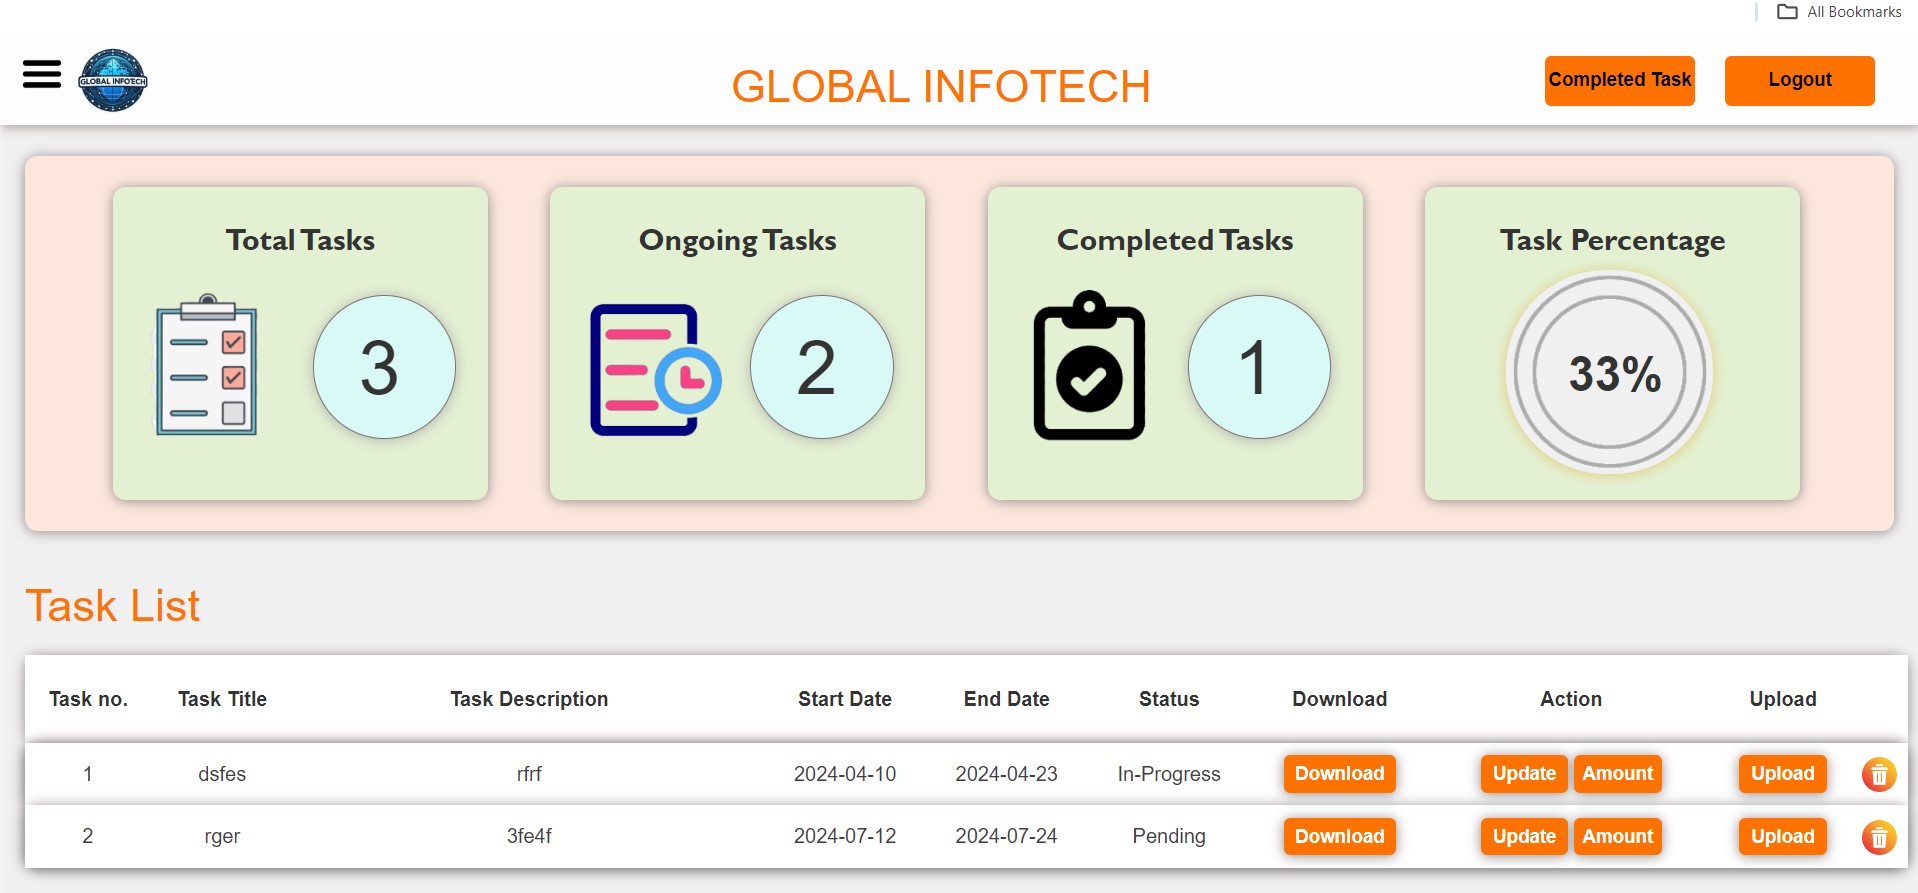 All Bookmarks
GLOBAL INFOTECH
GLOBAL INFOTECH
Completed Task
Logout
Total Tasks
3
Ongoing Tasks
2
Completed Tasks
1
Task Percentage
33%
Task List
Task no. Task Title Task Description Start Date End Date Status Download Action Upload
1 dsfes rfrf 2024-04-10 2024-04-23 In-Progress Download Update Amount Upload
2 rger 3fe4f 2024-07-12 2024-07-24 Pending Download Update Amount Upload